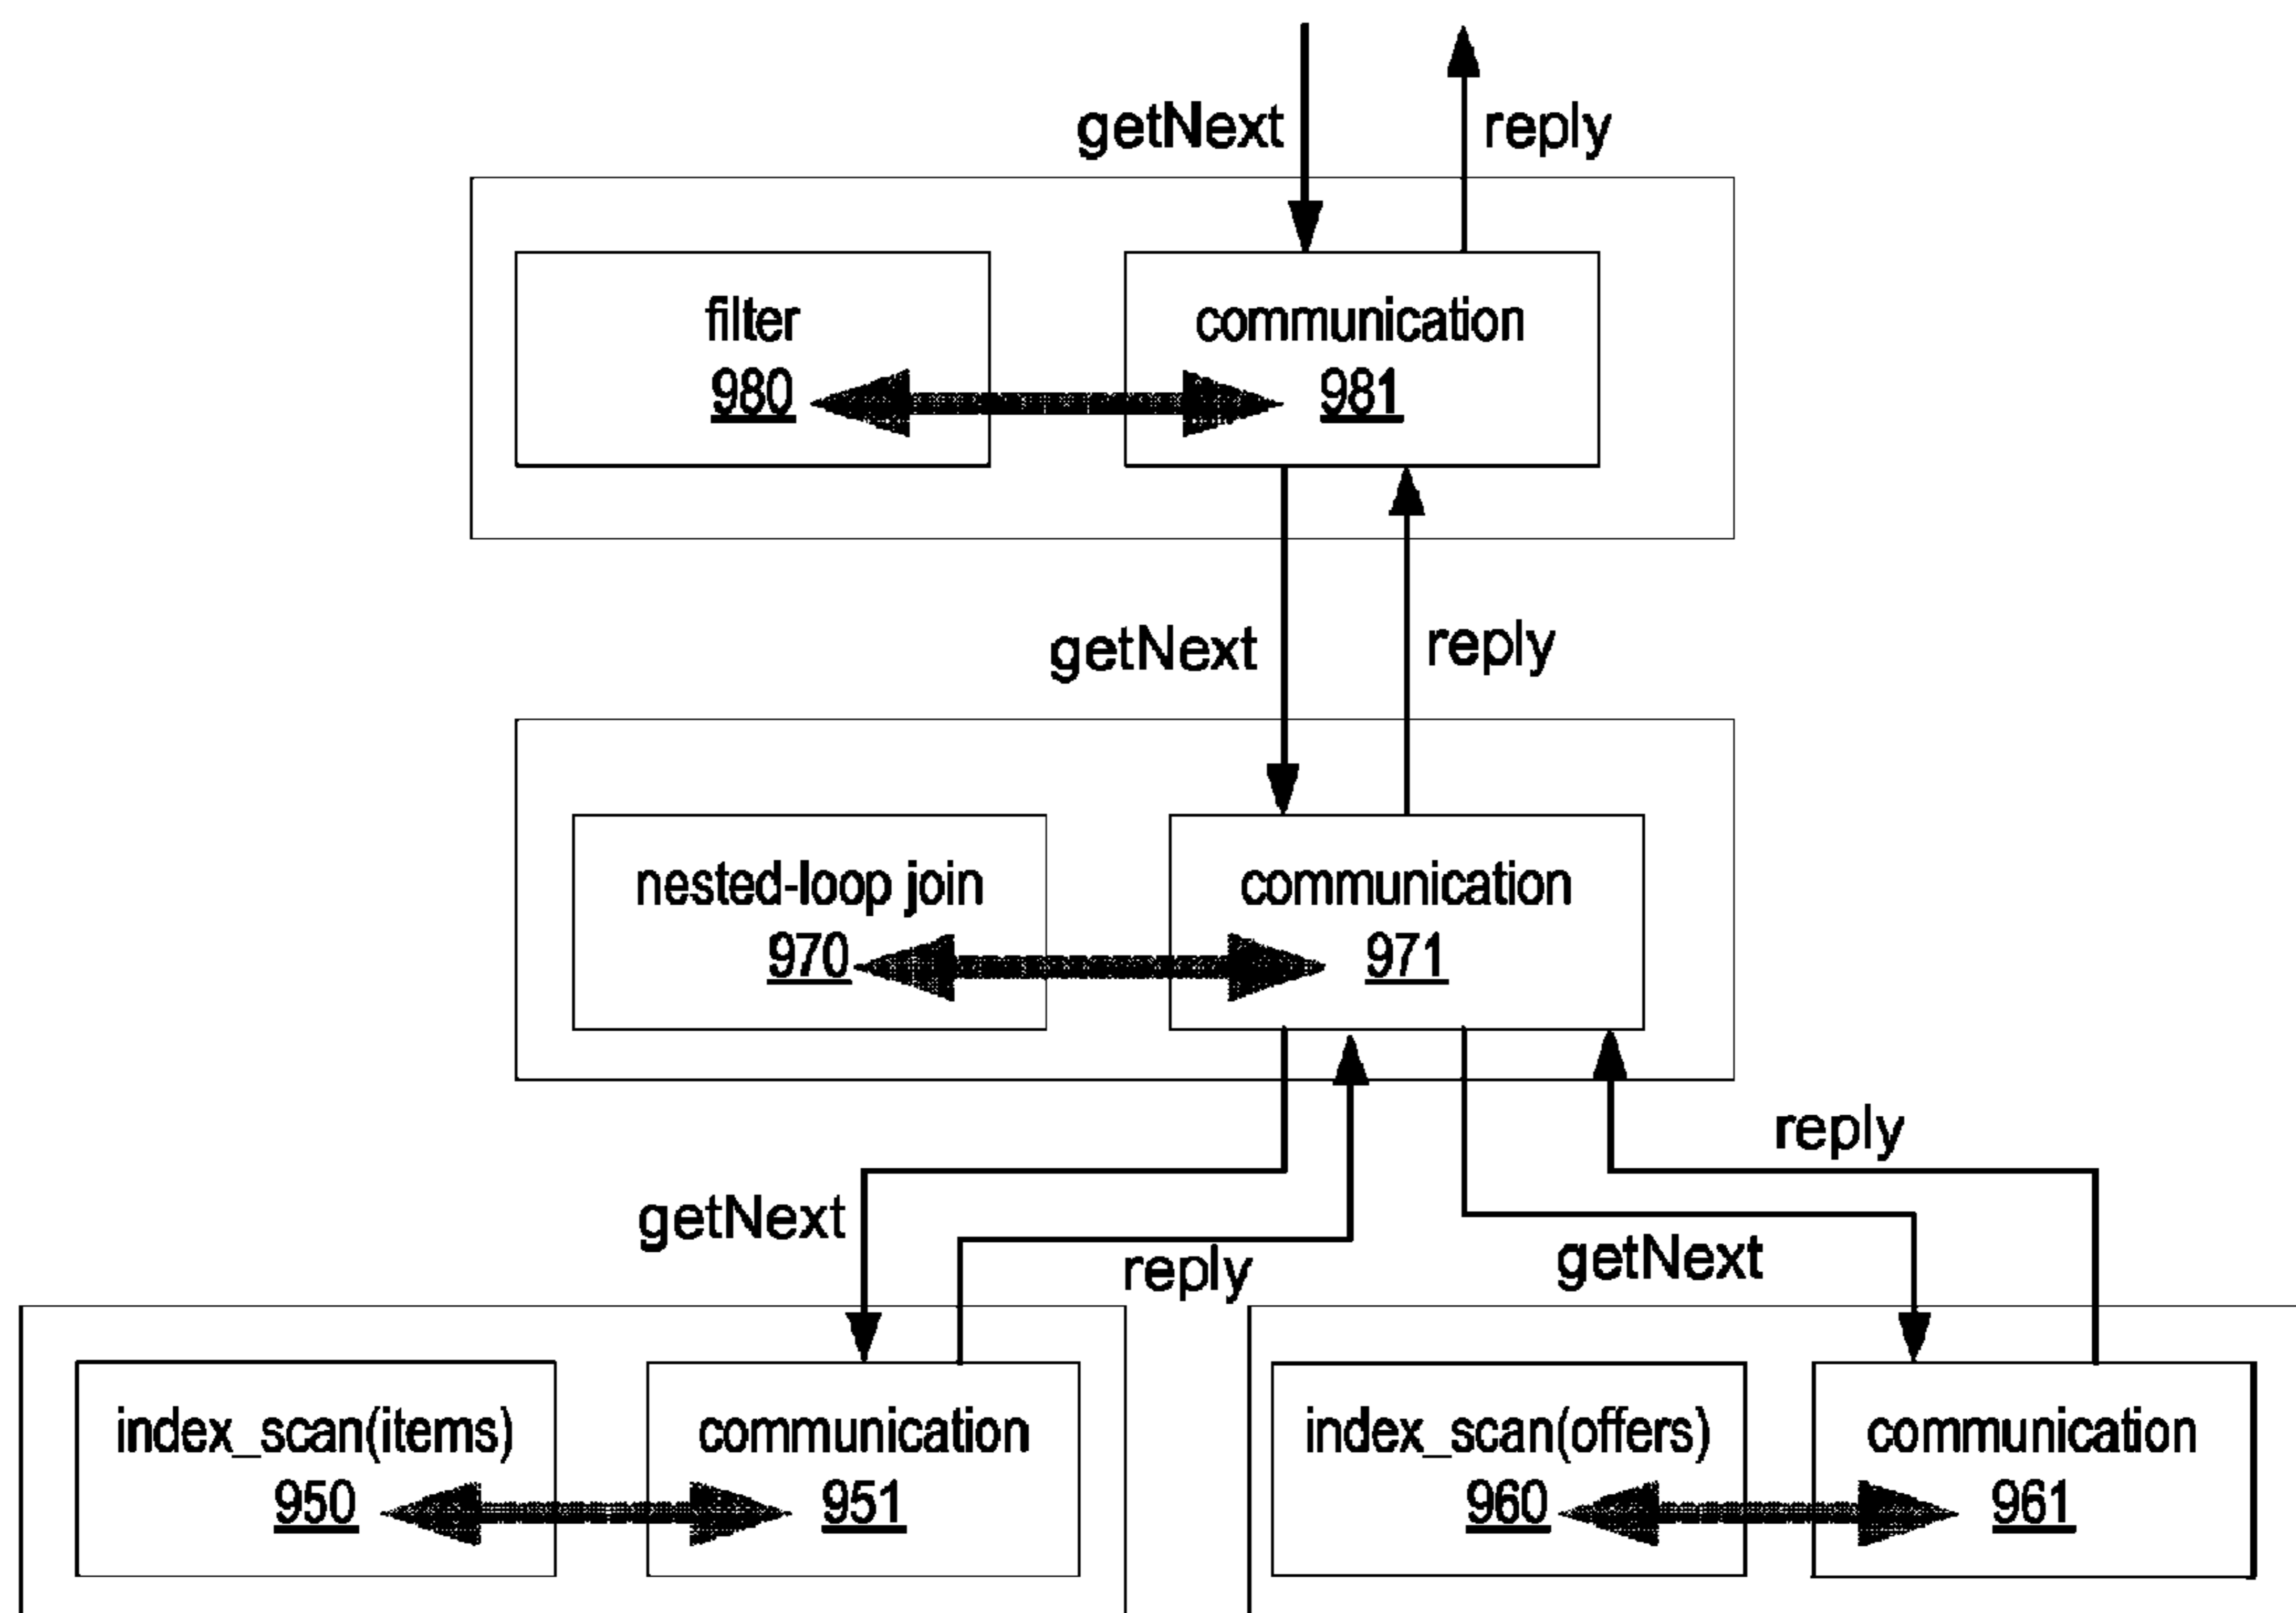 getNext
reply
filter
980
communication
981
getNext
reply
nested-loop join
970
communication
971
reply
getNext
reply
getNext
index_scan(items)
950
communication
951
index_scan(offers)
960
communication
961